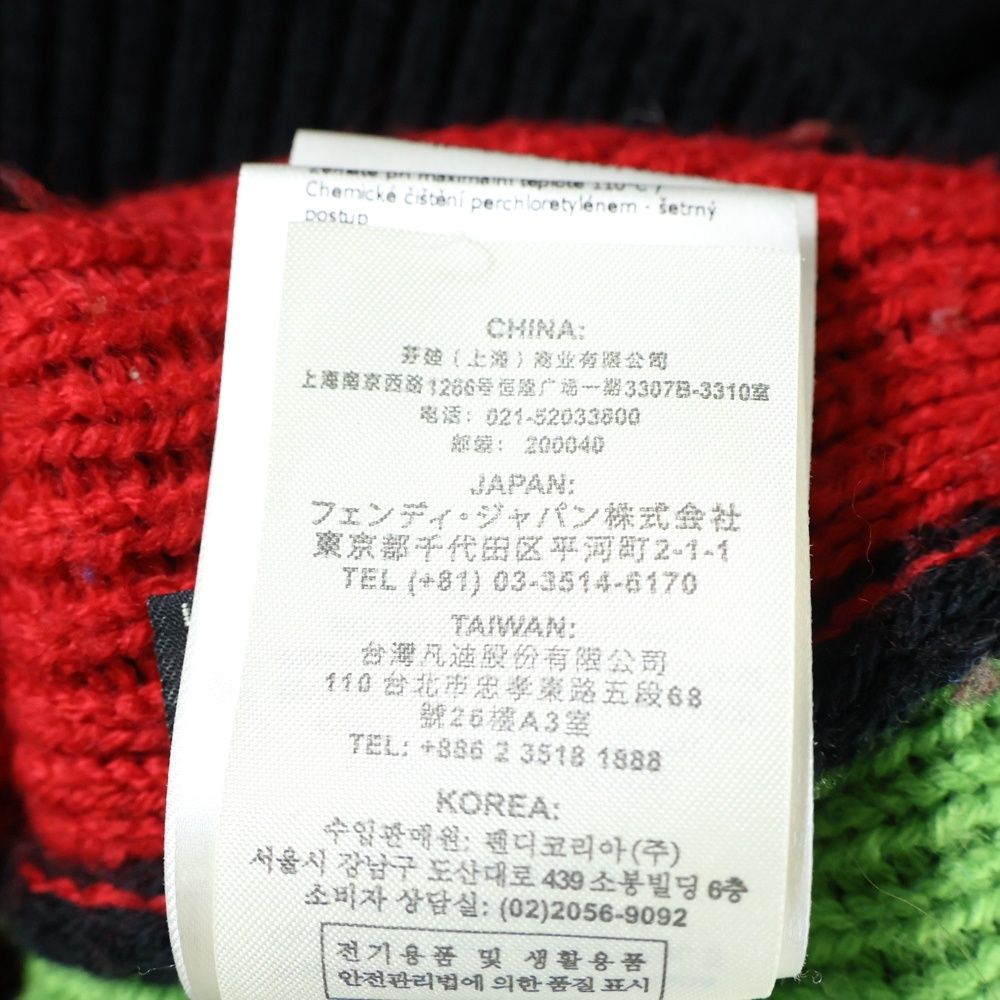 Chemické čištění perchloretylénem - šetrný
postup
CHINA:
芬迪（上海）商业有限公司
上海南京西路1266号恒隆广场一期3307B-3310室
电话: 021-52033800
邮编: 200040
JAPAN:
フェンディ・ジャパン株式会社
東京都千代田区平河町2-1-1
TEL (+81) 03-3514-6170
TAIWAN:
台灣凡迪股份有限公司
110 台北市忠孝東路五段68
號26樓A3室
TEL: +886 2 3518 1888
KOREA:
수입판매원: 펜디코리아(주)
서울시 강남구 도산대로 439 소봉빌딩 6층
소비자 상담실: (02)2056-9092
전기용품 및 생활용품
안전관리법에 의한 품질 표시